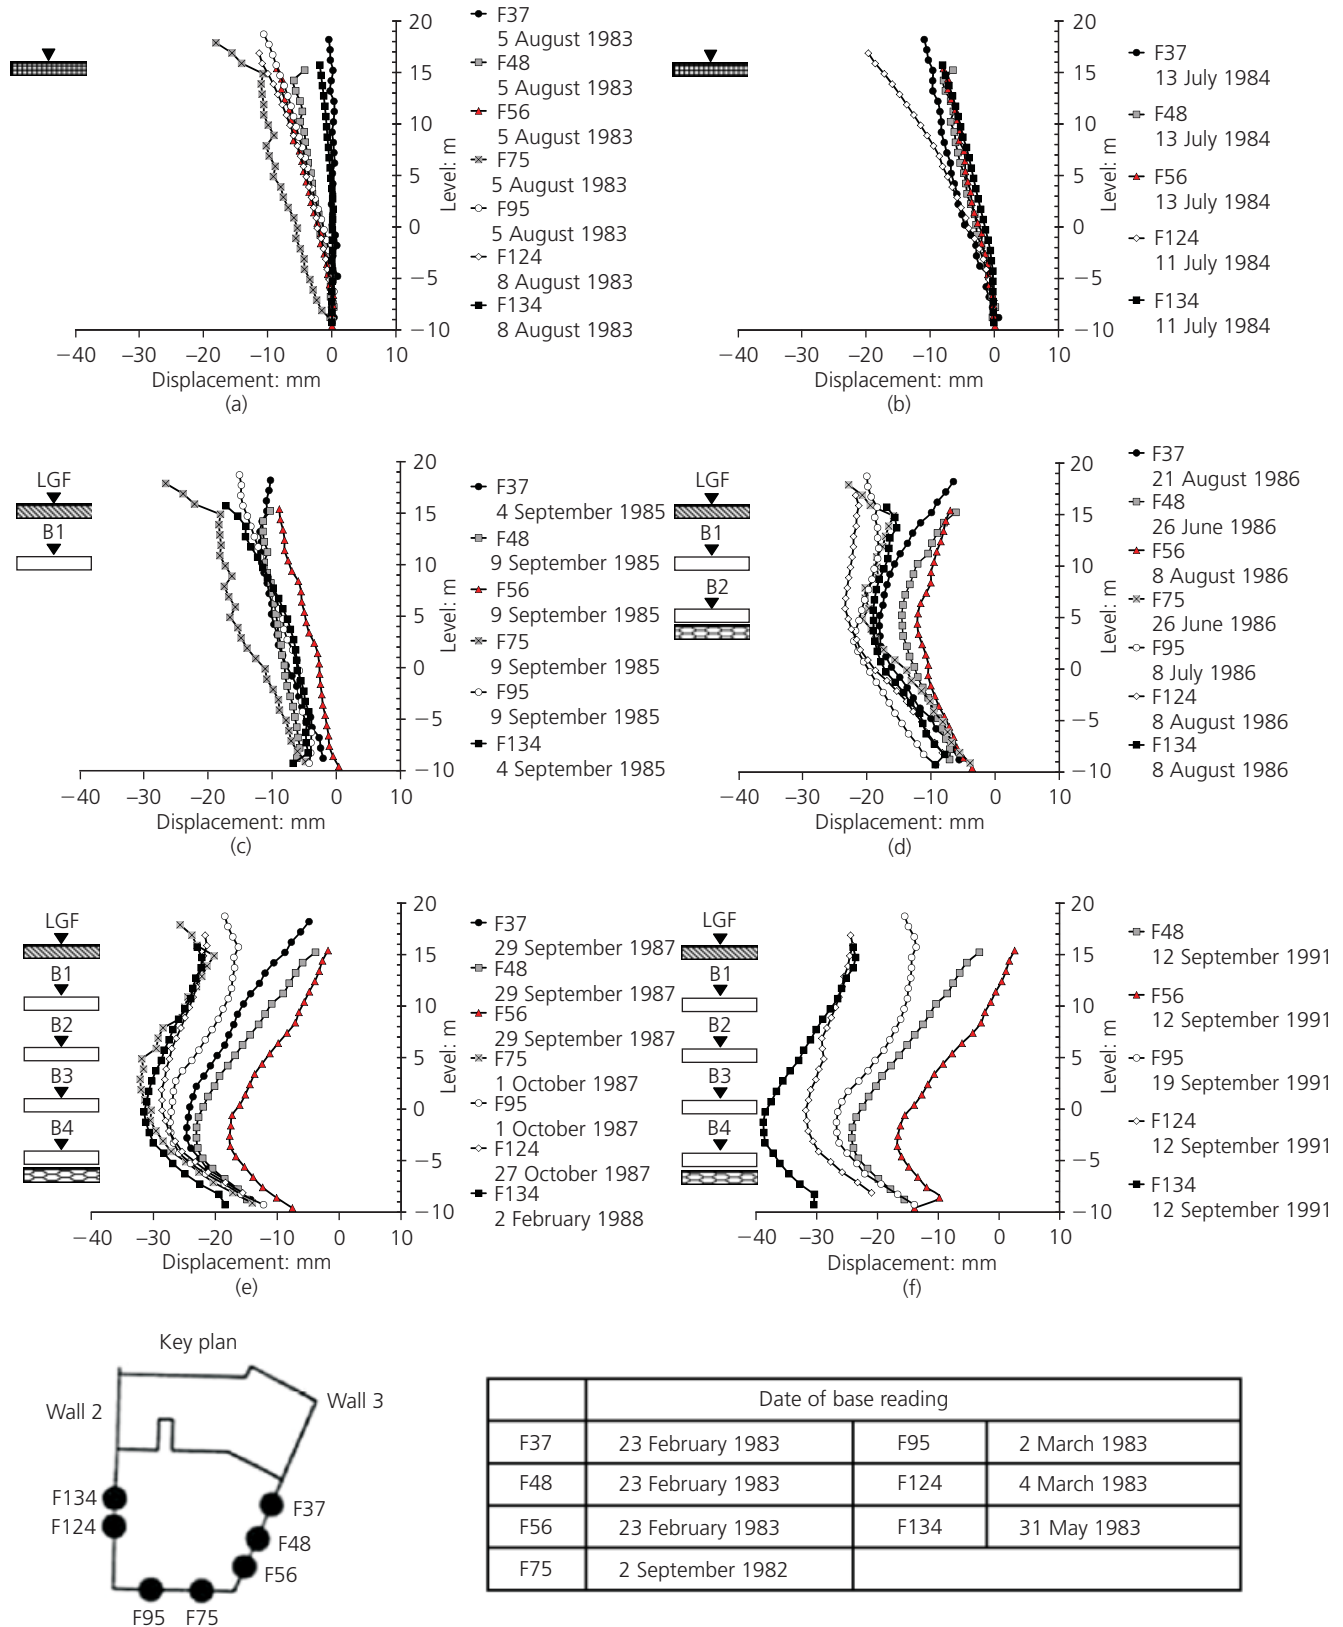 F37
5 August 1983
F48
5 August 1983
F56
5 August 1983
F75
5 August 1983
F95
5 August 1983
F124
8 August 1983
F134
8 August 1983
20
15
10
5
0
−5
−10
Level: m
−40 −30 −20 −10 0 10
Displacement: mm
(a)
F37
13 July 1984
F48
13 July 1984
F56
13 July 1984
F124
11 July 1984
F134
11 July 1984
20
15
10
5
0
−5
−10
Level: m
−40 −30 −20 −10 0 10
Displacement: mm
(b)
LGF
B1
F37
4 September 1985
F48
9 September 1985
F56
9 September 1985
F75
9 September 1985
F95
9 September 1985
F134
4 September 1985
20
15
10
5
0
−5
−10
Level: m
−40 −30 −20 −10 0 10
Displacement: mm
(c)
LGF
B1
B2
F37
21 August 1986
F48
26 June 1986
F56
8 August 1986
F75
26 June 1986
F95
8 July 1986
F124
8 August 1986
F134
8 August 1986
20
15
10
5
0
−5
−10
Level: m
−40 −30 −20 −10 0 10
Displacement: mm
(d)
LGF
B1
B2
B3
B4
F37
29 September 1987
F48
29 September 1987
F56
29 September 1987
F75
1 October 1987
F95
1 October 1987
F124
27 October 1987
F134
2 February 1988
20
15
10
5
0
−5
−10
Level: m
−40 −30 −20 −10 0 10
Displacement: mm
(e)
LGF
B1
B2
B3
B4
F48
12 September 1991
F56
12 September 1991
F95
19 September 1991
F124
12 September 1991
F134
12 September 1991
20
15
10
5
0
−5
−10
Level: m
−40 −30 −20 −10 0 10
Displacement: mm
(f)
Key plan
Wall 2
Wall 3
F134
F124
F37
F48
F56
F95 F75
Date of base reading
F37 23 February 1983 F95 2 March 1983
F48 23 February 1983 F124 4 March 1983
F56 23 February 1983 F134 31 May 1983
F75 2 September 1982